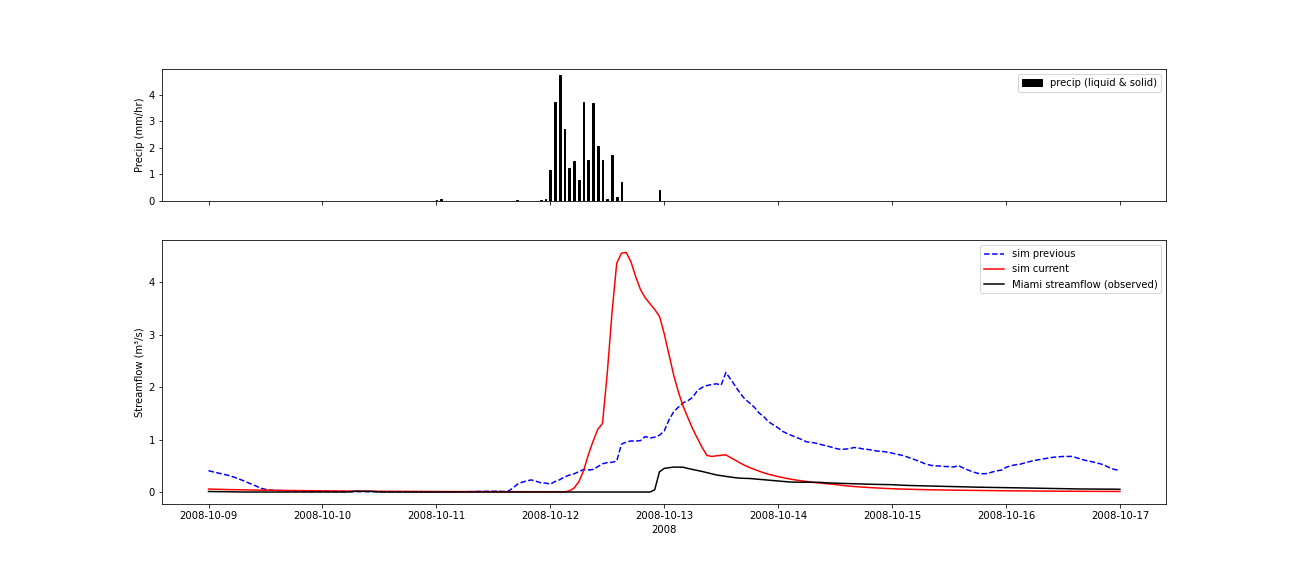 precip (liquid & solid)
Precip (mm/hr)
4
3
2
1
0
sim previous
sim current
Miami streamflow (observed)
Streamflow (m³/s)
4
3
2
1
0
2008-10-09 2008-10-10 2008-10-11 2008-10-12 2008-10-13 2008-10-14 2008-10-15 2008-10-16 2008-10-17
2008